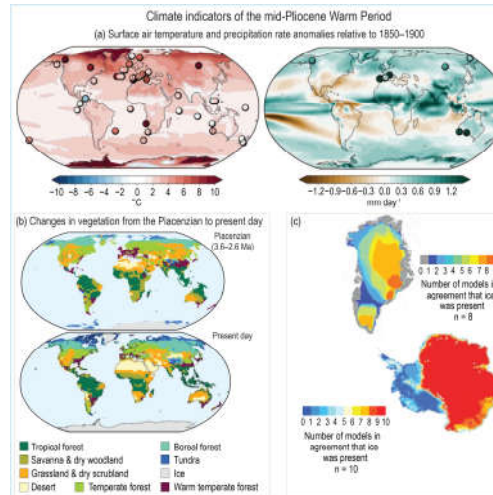 Climate indicators of the mid-Pliocene Warm Period
(a) Surface air temperature and precipitation rate anomalies relative to 1850–1900
−10 −8 −6 −4 −2 0 2 4 6 8 10
°C
−1.2−0.9−0.6−0.3 0 0.3 0.6 0.9 1.2
mm day⁻¹
(b) Changes in vegetation from the Piacenzian to present day
Piacenzian
(3.6–2.6 Ma)
Present day
Tropical forest
Boreal forest
Savanna & dry woodland
Tundra
Grassland & dry scrubland
Ice
Desert
Temperate forest
Warm temperate forest
(c)
0 1 2 3 4 5 6 7 8
Number of models in
agreement that ice
was present
n = 8
0 1 2 3 4 5 6 7 8 9 10
Number of models in
agreement that ice
was present
n = 10